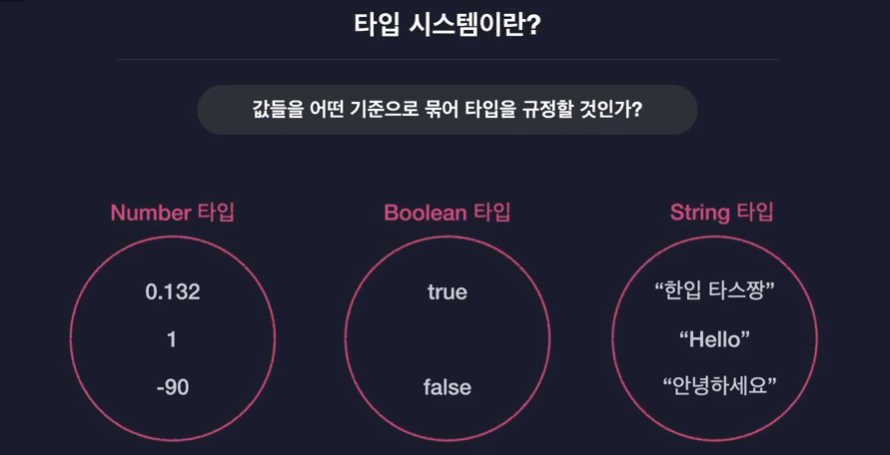 타입 시스템이란?
값들을 어떤 기준으로 묶어 타입을 규정할 것인가?
Number 타입
0.132
1
-90
Boolean 타입
true
false
String 타입
“한입 타스짱”
“Hello”
“안녕하세요”